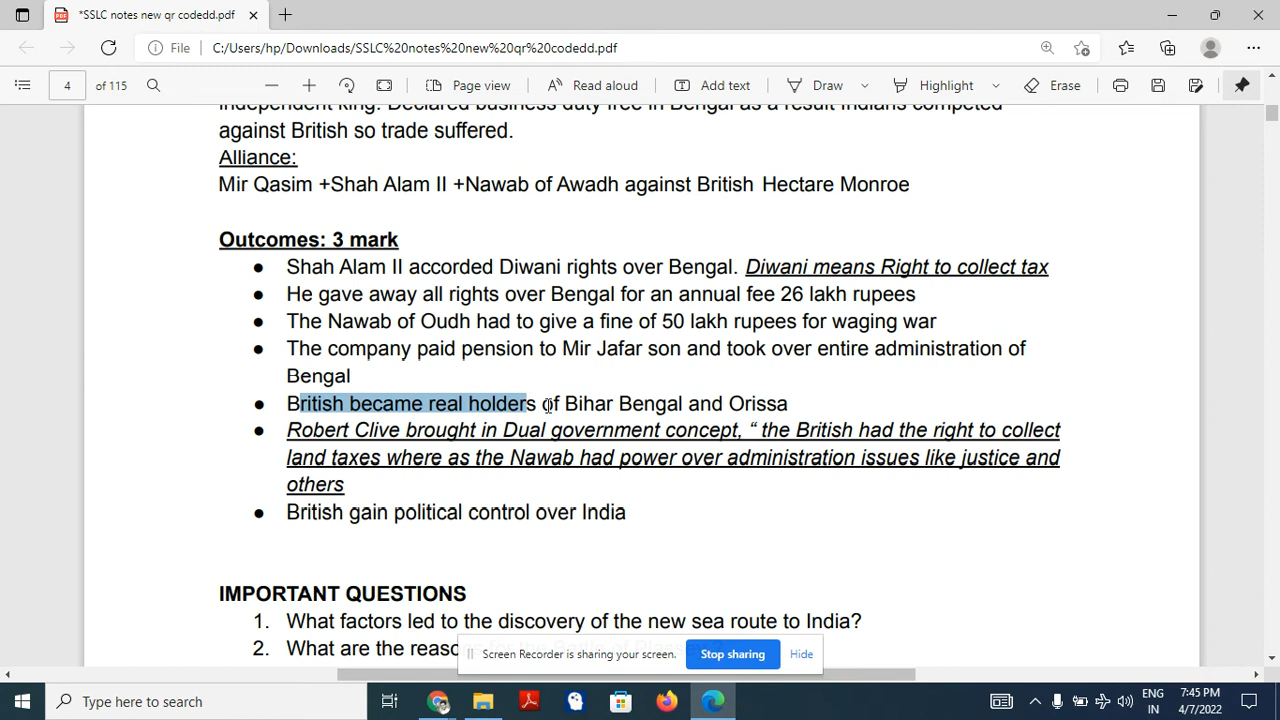 *SSLC notes new qr codedd.pdf
File
C:/Users/hp/Downloads/SSLC%20notes%20new%20qr%20codedd.pdf
4 of 115
Page view
Read aloud
Add text
Draw
Highlight
Erase
independent king. Declared business duty free in Bengal as a result Indians competed
against British so trade suffered.
Alliance:
Mir Qasim +Shah Alam II +Nawab of Awadh against British Hectare Monroe
Outcomes: 3 mark
● Shah Alam II accorded Diwani rights over Bengal. Diwani means Right to collect tax
● He gave away all rights over Bengal for an annual fee 26 lakh rupees
● The Nawab of Oudh had to give a fine of 50 lakh rupees for waging war
● The company paid pension to Mir Jafar son and took over entire administration of
Bengal
● British became real holders of Bihar Bengal and Orissa
● Robert Clive brought in Dual government concept, “ the British had the right to collect
land taxes where as the Nawab had power over administration issues like justice and
others
● British gain political control over India
IMPORTANT QUESTIONS
1. What factors led to the discovery of the new sea route to India?
2. What are the reaso
Screen Recorder is sharing your screen.
Stop sharing
Hide
Type here to search
ENG
IN
7:45 PM
4/7/2022